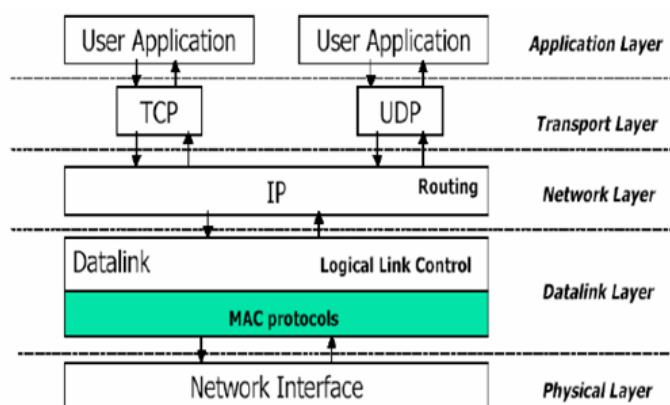 User Application User Application Application Layer
TCP UDP Transport Layer
IP Routing Network Layer
Datalink Logical Link Control
MAC protocols Datalink Layer
Network Interface Physical Layer